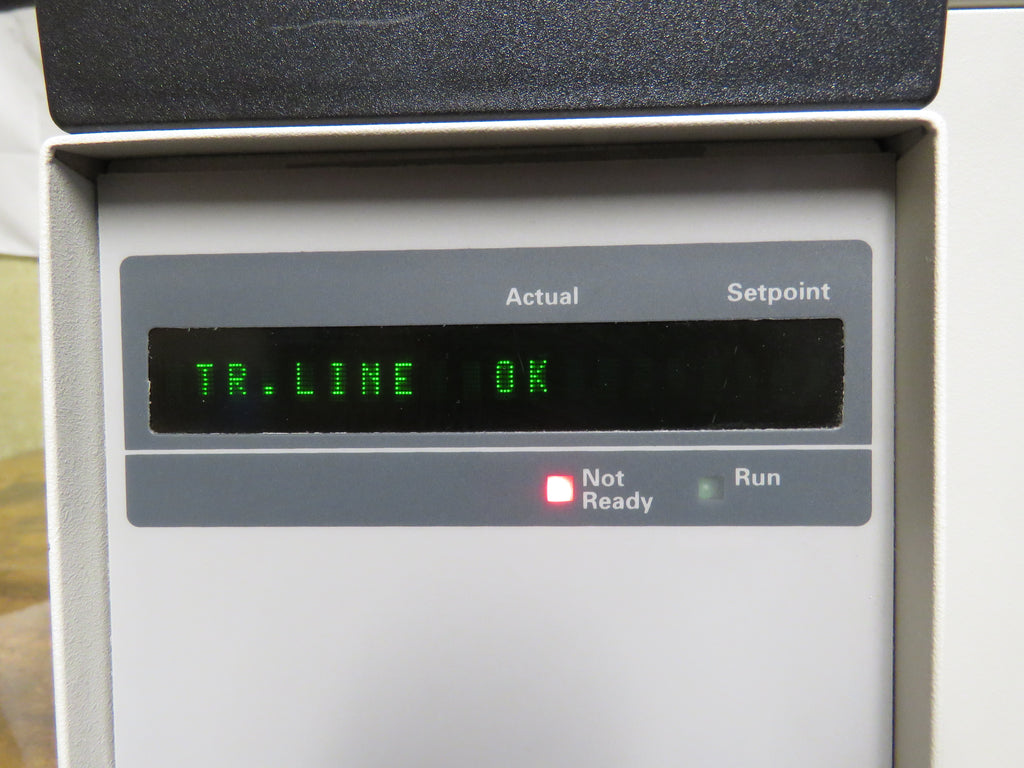 Actual Setpoint
TR.LINE OK
Not Ready Run